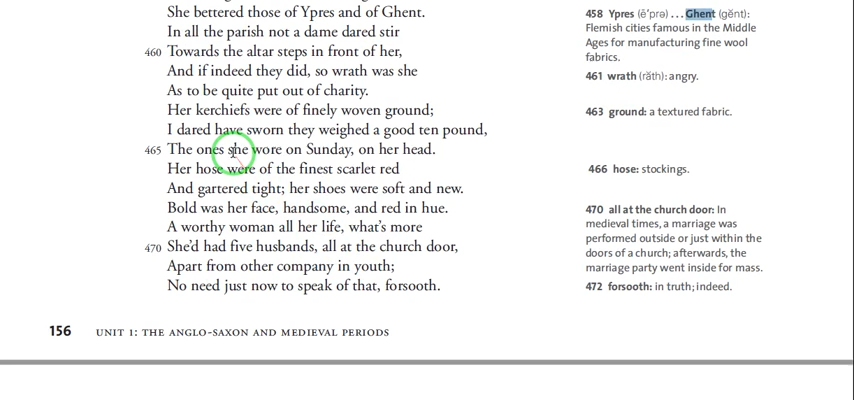 She bettered those of Ypres and of Ghent.
In all the parish not a dame dared stir
460 Towards the altar steps in front of her,
And if indeed they did, so wrath was she
As to be quite put out of charity.
Her kerchiefs were of finely woven ground;
I dared have sworn they weighed a good ten pound,
465 The ones she wore on Sunday, on her head.
Her hose were of the finest scarlet red
And gartered tight; her shoes were soft and new.
Bold was her face, handsome, and red in hue.
A worthy woman all her life, what's more
470 She'd had five husbands, all at the church door,
Apart from other company in youth;
No need just now to speak of that, forsooth.
458 Ypres (ē'prə) . . . Ghent (gĕnt):
Flemish cities famous in the Middle
Ages for manufacturing fine wool
fabrics.
461 wrath (răth): angry.
463 ground: a textured fabric.
466 hose: stockings.
470 all at the church door: In
medieval times, a marriage was
performed outside or just within the
doors of a church; afterwards, the
marriage party went inside for mass.
472 forsooth: in truth; indeed.
156 UNIT 1: THE ANGLO-SAXON AND MEDIEVAL PERIODS